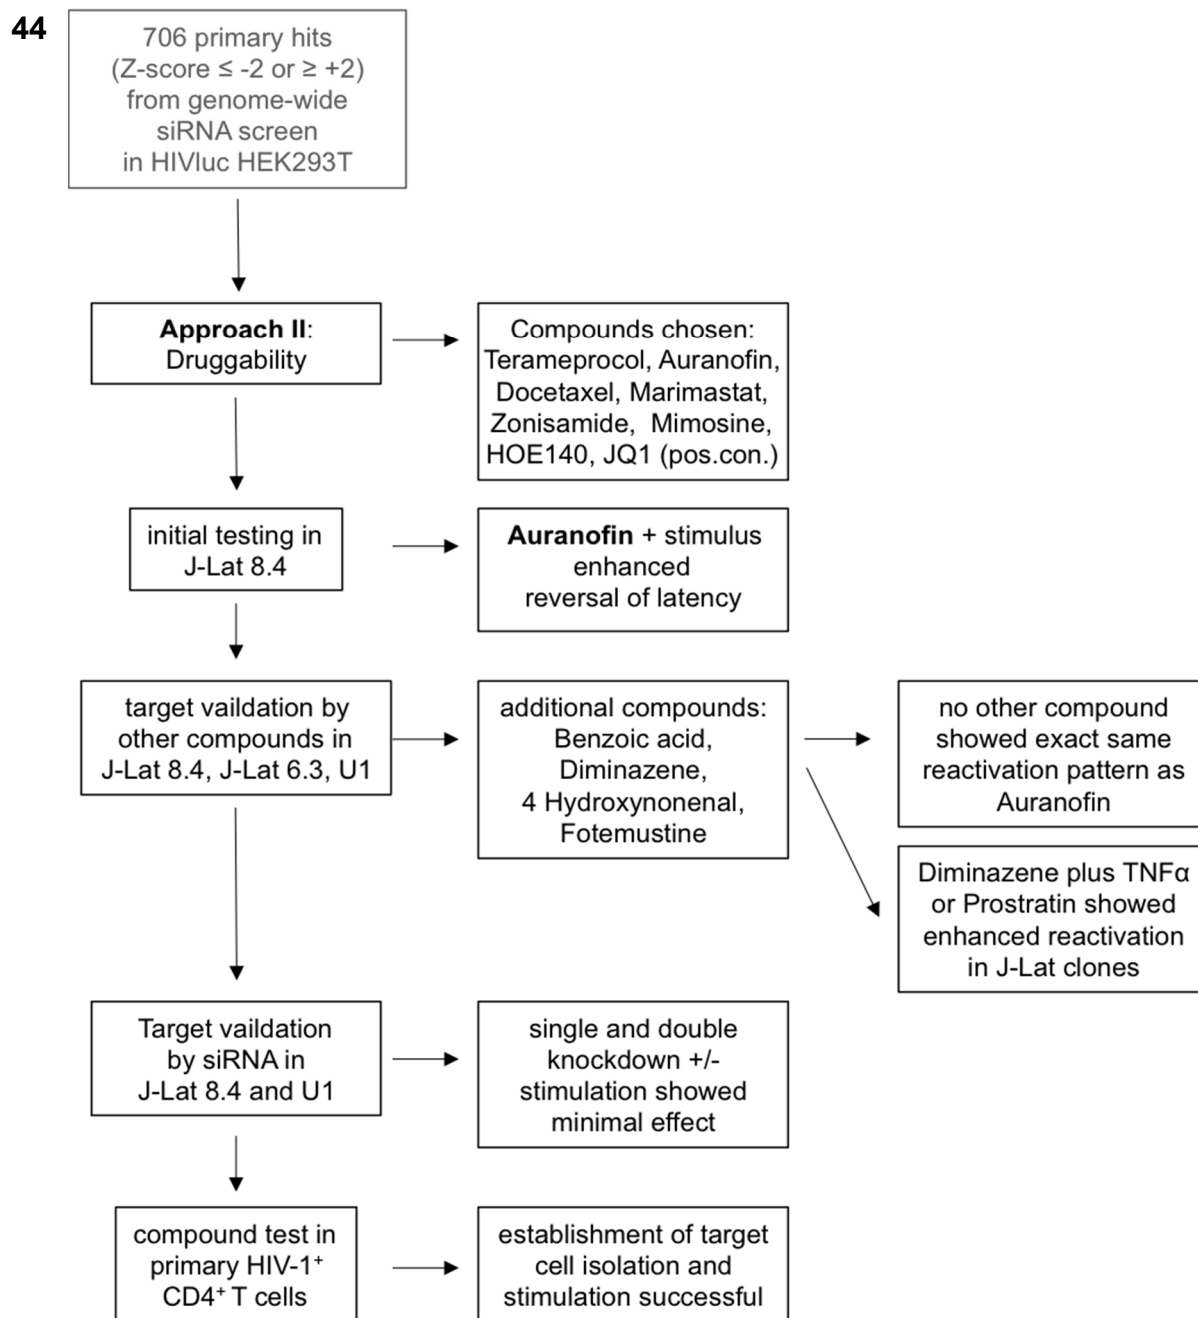 44
706 primary hits
(Z-score ≤ -2 or ≥ +2)
from genome-wide
siRNA screen
in HIVluc HEK293T
Approach II:
Druggability
Compounds chosen:
Terameprocol, Auranofin,
Docetaxel, Marimastat,
Zonisamide, Mimosine,
HOE140, JQ1 (pos.con.)
initial testing in
J-Lat 8.4
Auranofin + stimulus
enhanced
reversal of latency
target vaildation by
other compounds in
J-Lat 8.4, J-Lat 6.3, U1
additional compounds:
Benzoic acid,
Diminazene,
4 Hydroxynonenal,
Fotemustine
no other compound
showed exact same
reactivation pattern as
Auranofin
Diminazene plus TNFα
or Prostratin showed
enhanced reactivation
in J-Lat clones
Target vaildation
by siRNA in
J-Lat 8.4 and U1
single and double
knockdown +/-
stimulation showed
minimal effect
compound test in
primary HIV-1⁺
CD4⁺ T cells
establishment of target
cell isolation and
stimulation successful